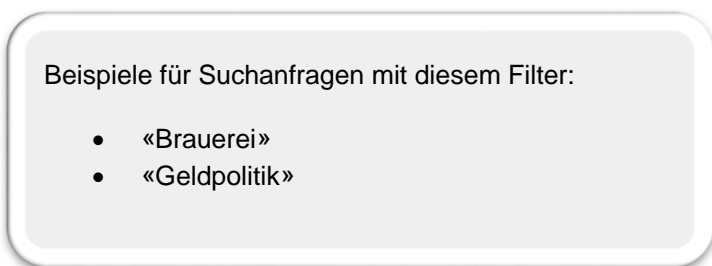 Beispiele für Suchanfragen mit diesem Filter:
• «Brauerei»
• «Geldpolitik»